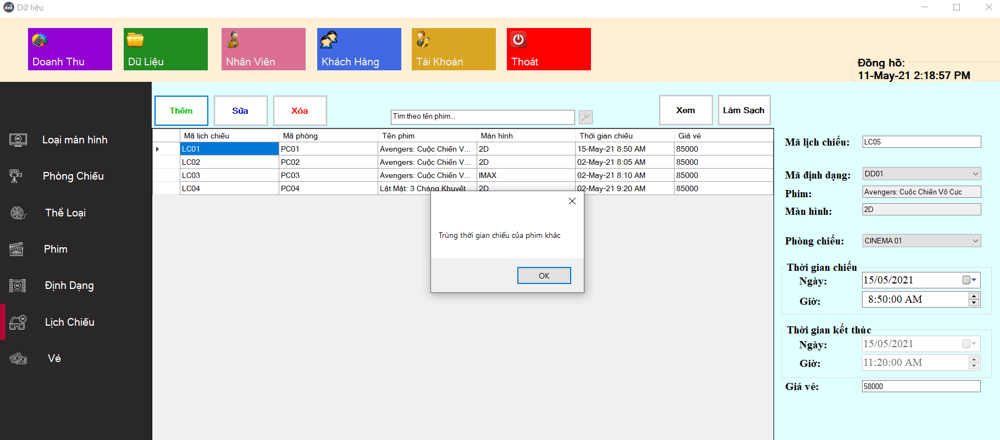 Dữ liệu
Doanh Thu
Dữ Liệu
Nhân Viên
Khách Hàng
Tài Khoản
Thoát
Đồng hồ:
11-May-21 2:18:57 PM
Thêm
Sửa
Xóa
Tìm theo tên phim...
Xem
Làm Sạch
Loại màn hình
Phòng Chiếu
Thể Loại
Phim
Định Dạng
Lịch Chiếu
Vé
Mã lịch chiếu Mã phòng Tên phim Màn hình Thời gian chiếu Giá vé
LC01 PC01 Avengers: Cuộc Chiến V... 2D 15-May-21 8:50 AM 85000
LC02 PC02 Avengers: Cuộc Chiến V... 2D 02-May-21 8:05 AM 85000
LC03 PC03 Avengers: Cuộc Chiến V... IMAX 02-May-21 8:10 AM 85000
LC04 PC04 Lật Mặt: 3 Chàng Khuyết 2D 02-May-21 9:20 AM 85000
Trùng thời gian chiếu của phim khác
OK
Mã lịch chiếu: LC05
Mã định dạng: DD01
Phim: Avengers: Cuộc Chiến Vô Cực
Màn hình: 2D
Phòng chiếu: CINEMA 01
Thời gian chiếu
Ngày: 15/05/2021
Giờ: 8:50:00 AM
Thời gian kết thúc
Ngày: 15/05/2021
Giờ: 11:20:00 AM
Giá vé: 58000